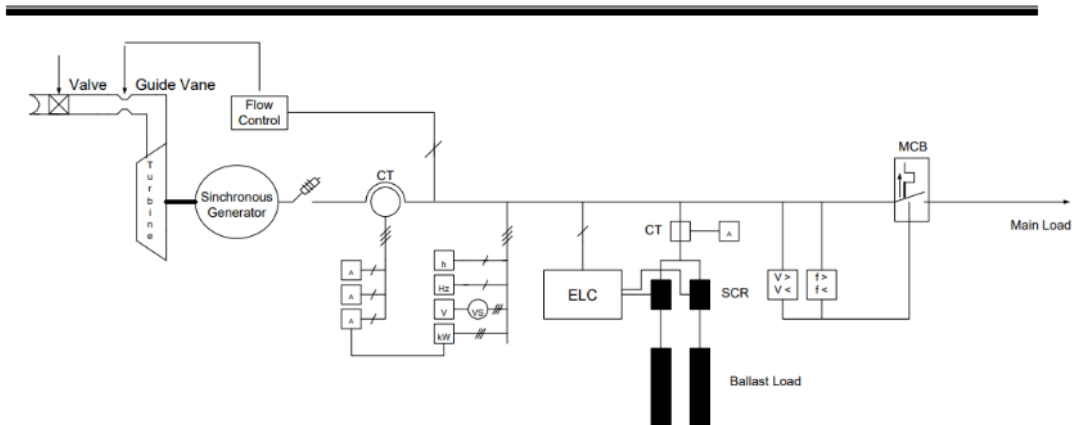 Valve
Guide Vane
Flow
Control
Turbine
Sinchronous
Generator
CT
A
A
A
h
Hz
V
VS
kW
ELC
CT
A
SCR
Ballast Load
V >
V <
f >
f <
MCB
Main Load